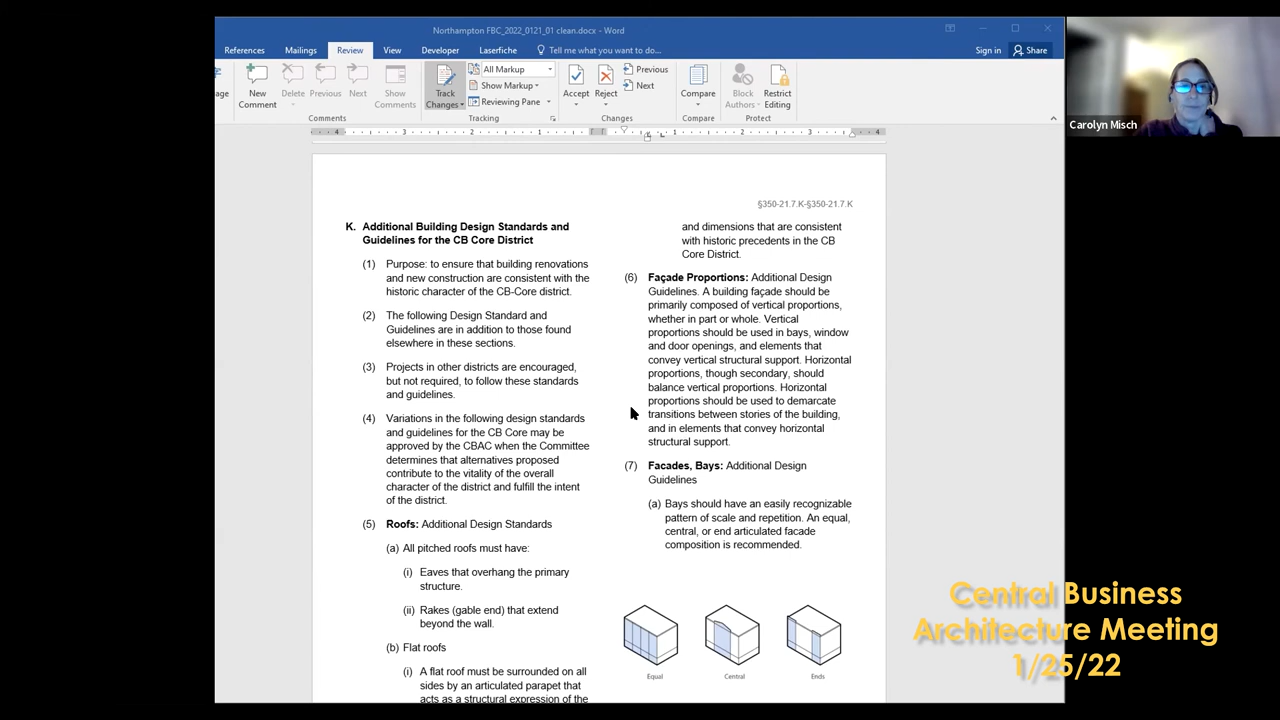 Northampton FBC_2022_0121_01 clean.docx - Word
References Mailings Review View Developer Laserfiche Tell me what you want to do... Sign in Share
New Comment
Delete
Previous
Next
Show Comments
Comments
Track Changes
All Markup
Show Markup
Reviewing Pane
Tracking
Accept
Reject
Previous
Next
Changes
Compare
Compare
Block Authors
Restrict Editing
Protect
Carolyn Misch
4 3 2 1 1 2 3 4
§350-21.7.K-§350-21.7.K
K. Additional Building Design Standards and
Guidelines for the CB Core District
(1) Purpose: to ensure that building renovations
and new construction are consistent with the
historic character of the CB-Core district.
(2) The following Design Standard and
Guidelines are in addition to those found
elsewhere in these sections.
(3) Projects in other districts are encouraged,
but not required, to follow these standards
and guidelines.
(4) Variations in the following design standards
and guidelines for the CB Core may be
approved by the CBAC when the Committee
determines that alternatives proposed
contribute to the vitality of the overall
character of the district and fulfill the intent
of the district.
(5) Roofs: Additional Design Standards
(a) All pitched roofs must have:
(i) Eaves that overhang the primary
structure.
(ii) Rakes (gable end) that extend
beyond the wall.
(b) Flat roofs
(i) A flat roof must be surrounded on all
sides by an articulated parapet that
acts as a structural expression of the
and dimensions that are consistent
with historic precedents in the CB
Core District.
(6) Façade Proportions: Additional Design
Guidelines. A building façade should be
primarily composed of vertical proportions,
whether in part or whole. Vertical
proportions should be used in bays, window
and door openings, and elements that
convey vertical structural support. Horizontal
proportions, though secondary, should
balance vertical proportions. Horizontal
proportions should be used to demarcate
transitions between stories of the building,
and in elements that convey horizontal
structural support.
(7) Facades, Bays: Additional Design
Guidelines
(a) Bays should have an easily recognizable
pattern of scale and repetition. An equal,
central, or end articulated facade
composition is recommended.
Equal Central Ends
Central Business
Architecture Meeting
1/25/22